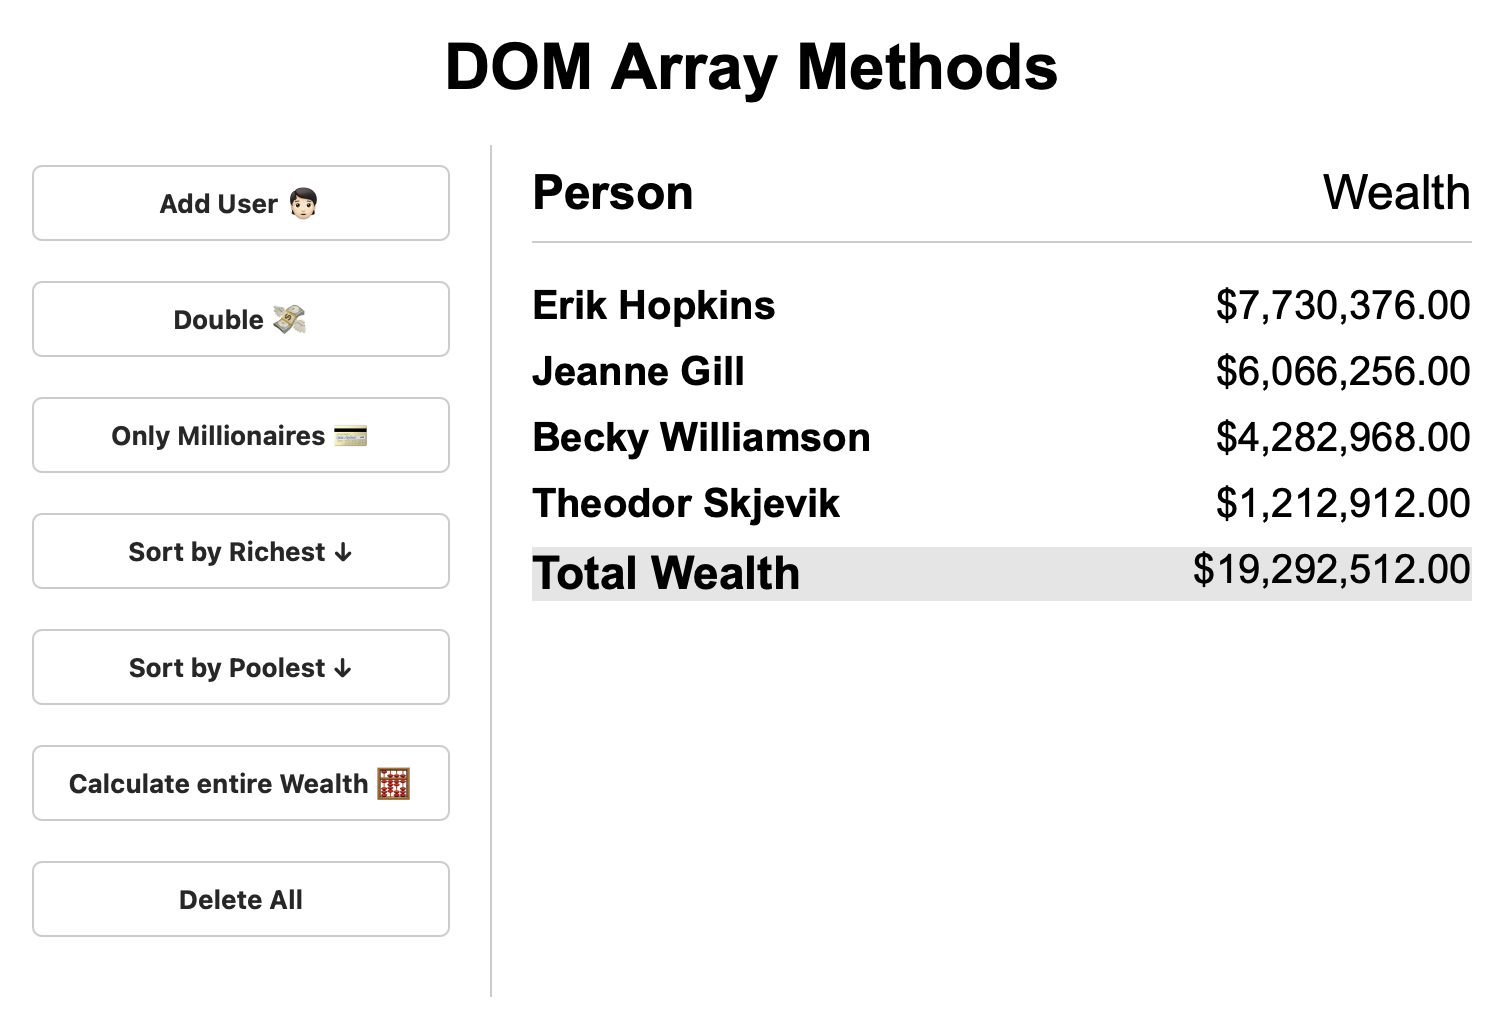 DOM Array Methods
Add User
Double
Only Millionaires
Sort by Richest ↓
Sort by Poolest ↓
Calculate entire Wealth
Delete All
Person Wealth
Erik Hopkins $7,730,376.00
Jeanne Gill $6,066,256.00
Becky Williamson $4,282,968.00
Theodor Skjevik $1,212,912.00
Total Wealth $19,292,512.00